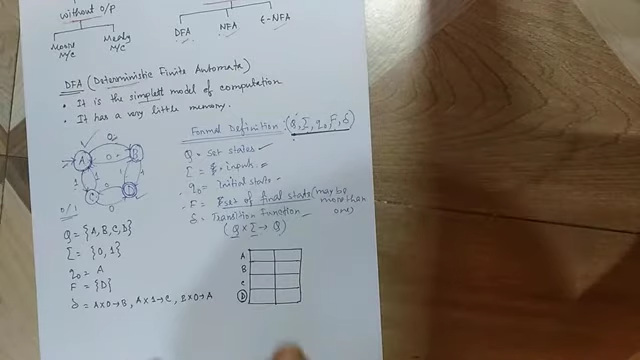 without O/P
Moore Mealy
M/C M/C
DFA NFA ε-NFA
DFA (Deterministic Finite Automata)
• It is the simplest model of computation
• It has a very little memory.
Formal Definition: (Q, Σ, q₀, F, δ)
Q = set states
Σ = inputs
q₀ = initial state
F = set of final state (may be more than one)
δ = Transition Function
(Q × Σ → Q)
A B
C D
0/1
Q = {A, B, C, D}
Σ = {0, 1}
q₀ = A
F = {D}
δ = A×0→B, A×1→C, B×0→A
A
B
C
D